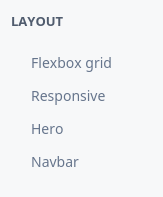 LAYOUT
Flexbox grid
Responsive
Hero
Navbar